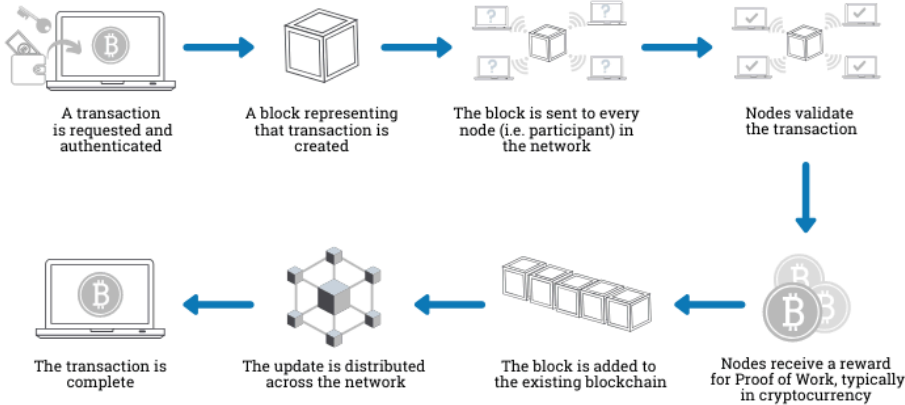 A transaction
is requested and
authenticated
A block representing
that transaction is
created
The block is sent to every
node (i.e. participant) in
the network
Nodes validate
the transaction
The transaction is
complete
The update is distributed
across the network
The block is added to
the existing blockchain
Nodes receive a reward
for Proof of Work, typically
in cryptocurrency